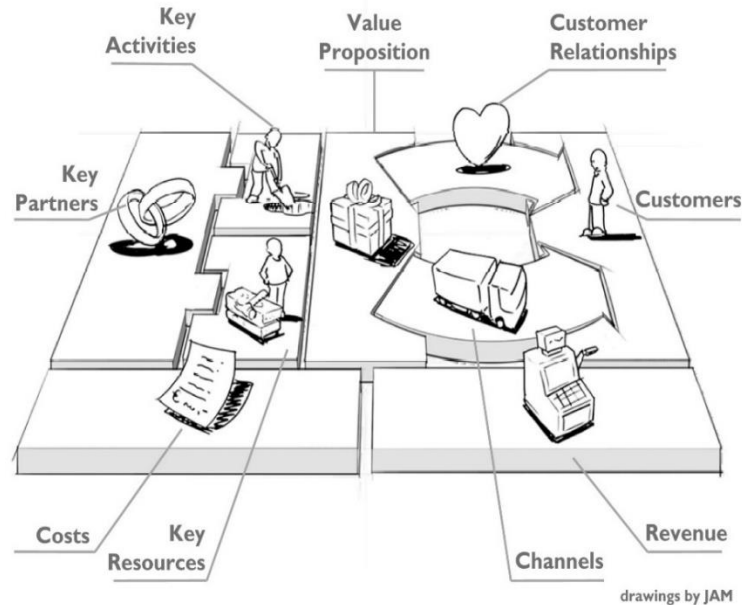 Key
Activities
Value
Proposition
Customer
Relationships
Key
Partners
Customers
Costs
Key
Resources
Channels
Revenue
drawings by JAM